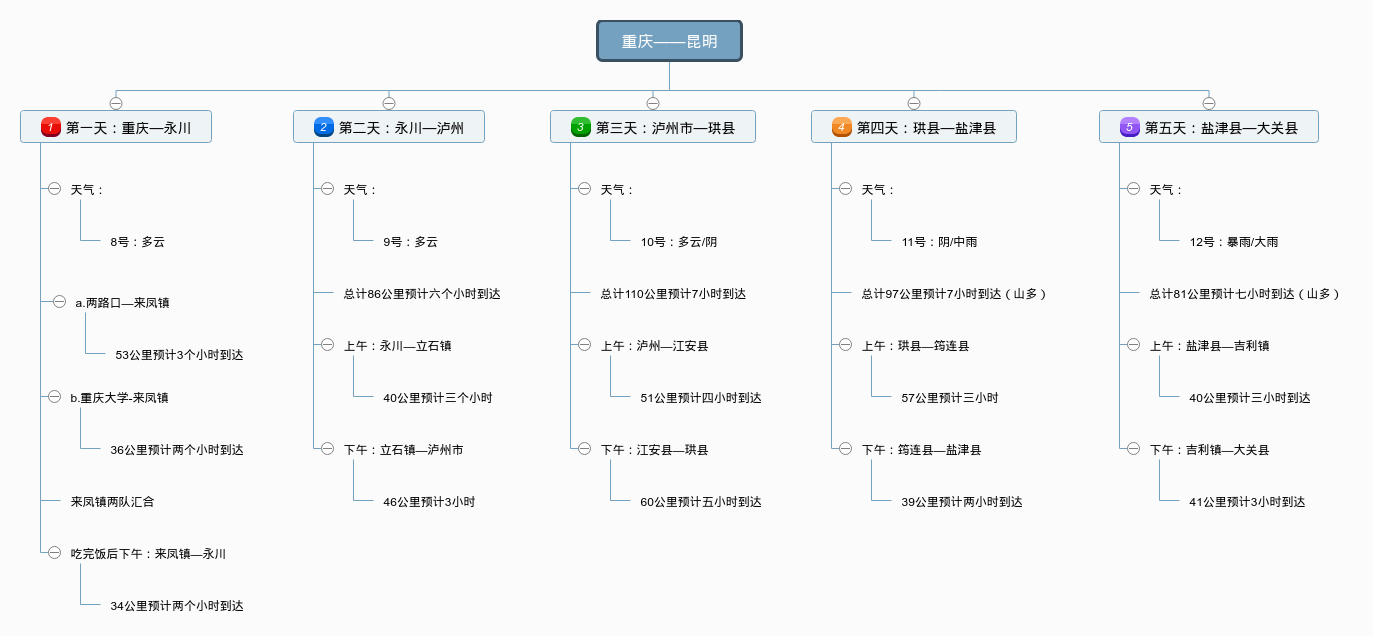 重庆——昆明
1 第一天：重庆—永川
天气：
8号：多云
a.两路口—来凤镇
53公里预计3个小时到达
b.重庆大学-来凤镇
36公里预计两个小时到达
来凤镇两队汇合
吃完饭后下午：来凤镇—永川
34公里预计两个小时到达
2 第二天：永川—泸州
天气：
9号：多云
总计86公里预计六个小时到达
上午：永川—立石镇
40公里预计三个小时
下午：立石镇—泸州市
46公里预计3小时
3 第三天：泸州市—珙县
天气：
10号：多云/阴
总计110公里预计7小时到达
上午：泸州—江安县
51公里预计四小时到达
下午：江安县—珙县
60公里预计五小时到达
4 第四天：珙县—盐津县
天气：
11号：阴/中雨
总计97公里预计7小时到达（山多）
上午：珙县—筠连县
57公里预计三小时
下午：筠连县—盐津县
39公里预计两小时到达
5 第五天：盐津县—大关县
天气：
12号：暴雨/大雨
总计81公里预计七小时到达（山多）
上午：盐津县—吉利镇
40公里预计三小时到达
下午：吉利镇—大关县
41公里预计3小时到达